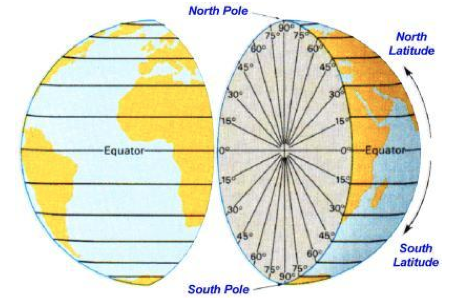 North Pole
North
Latitude
90°
75° 75°
60° 60°
45° 45°
30° 30°
15° 15°
Equator
0° 0°
Equator
15° 15°
30° 30°
45° 45°
60° 60°
75° 75°
90°
South
Latitude
South Pole